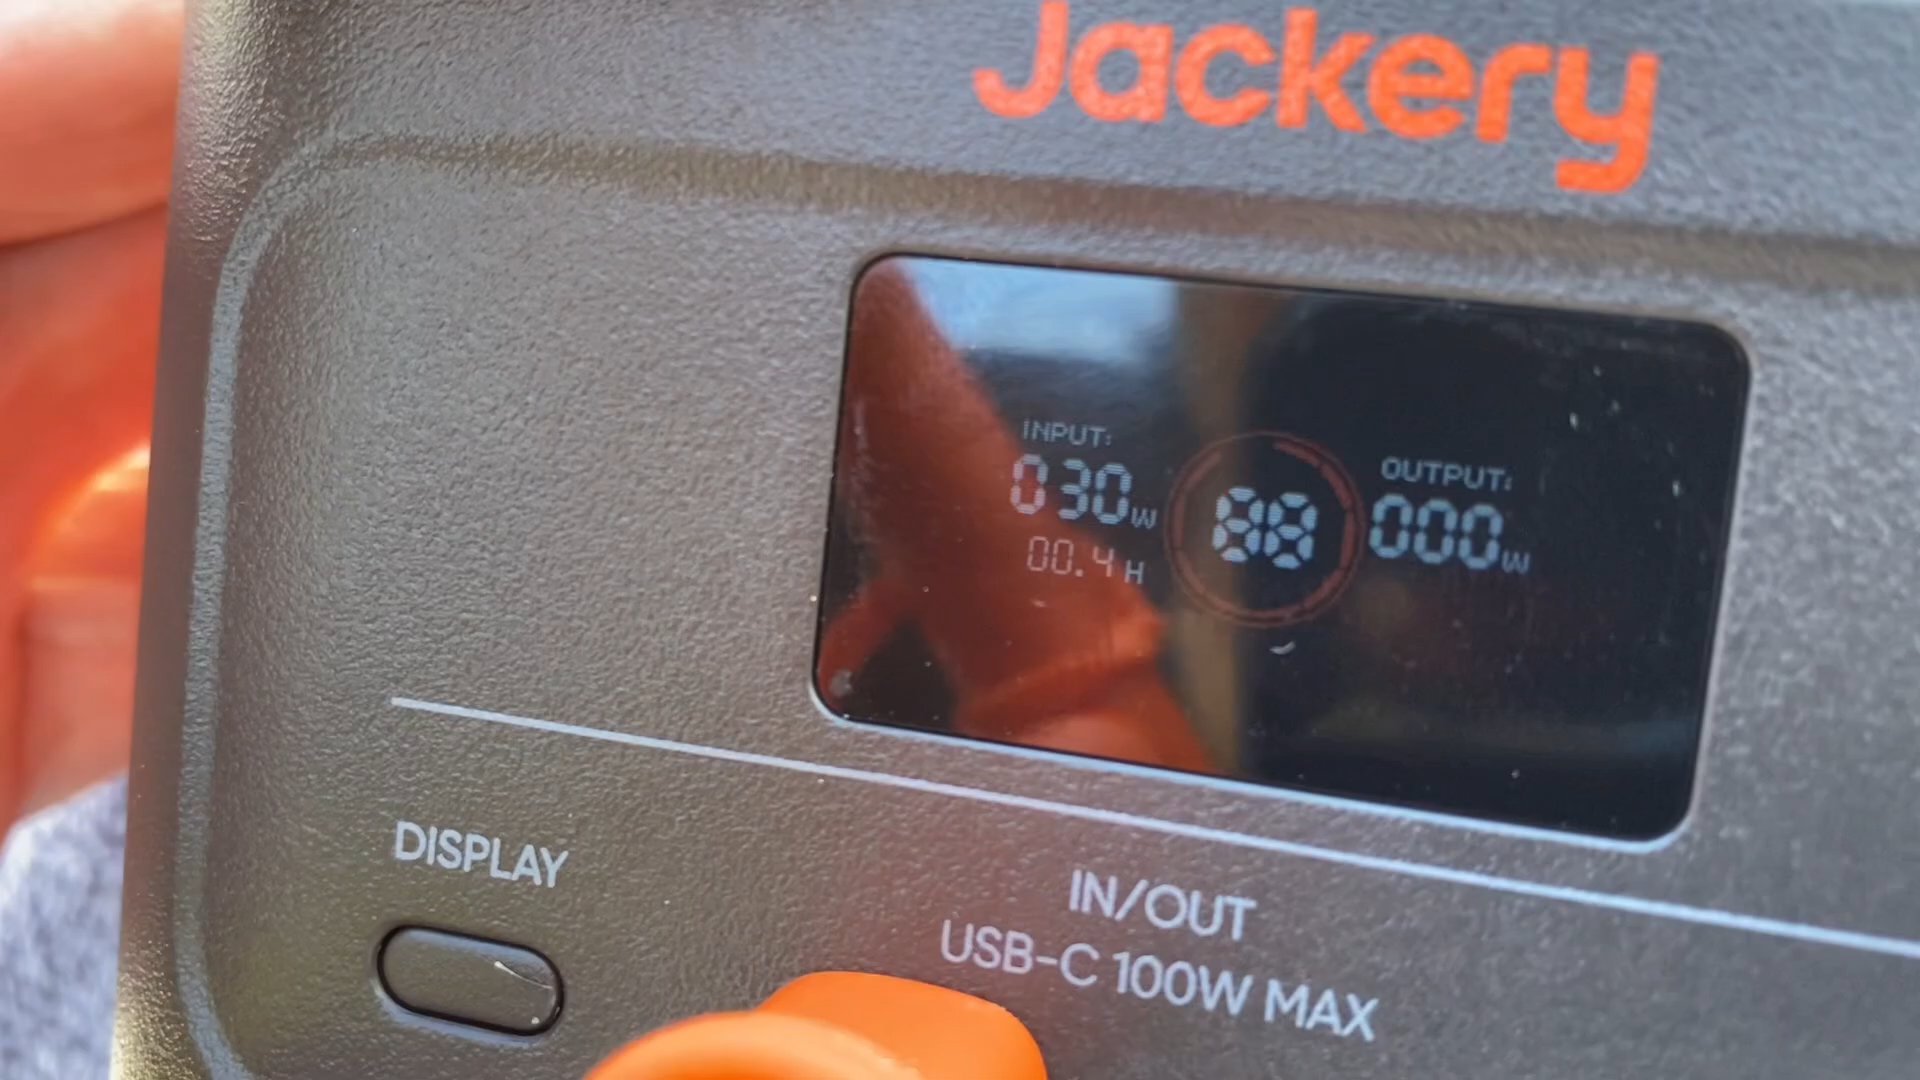 Jackery
INPUT:
030W
00.4H
88
OUTPUT:
000W
DISPLAY
IN/OUT
USB-C 100W MAX